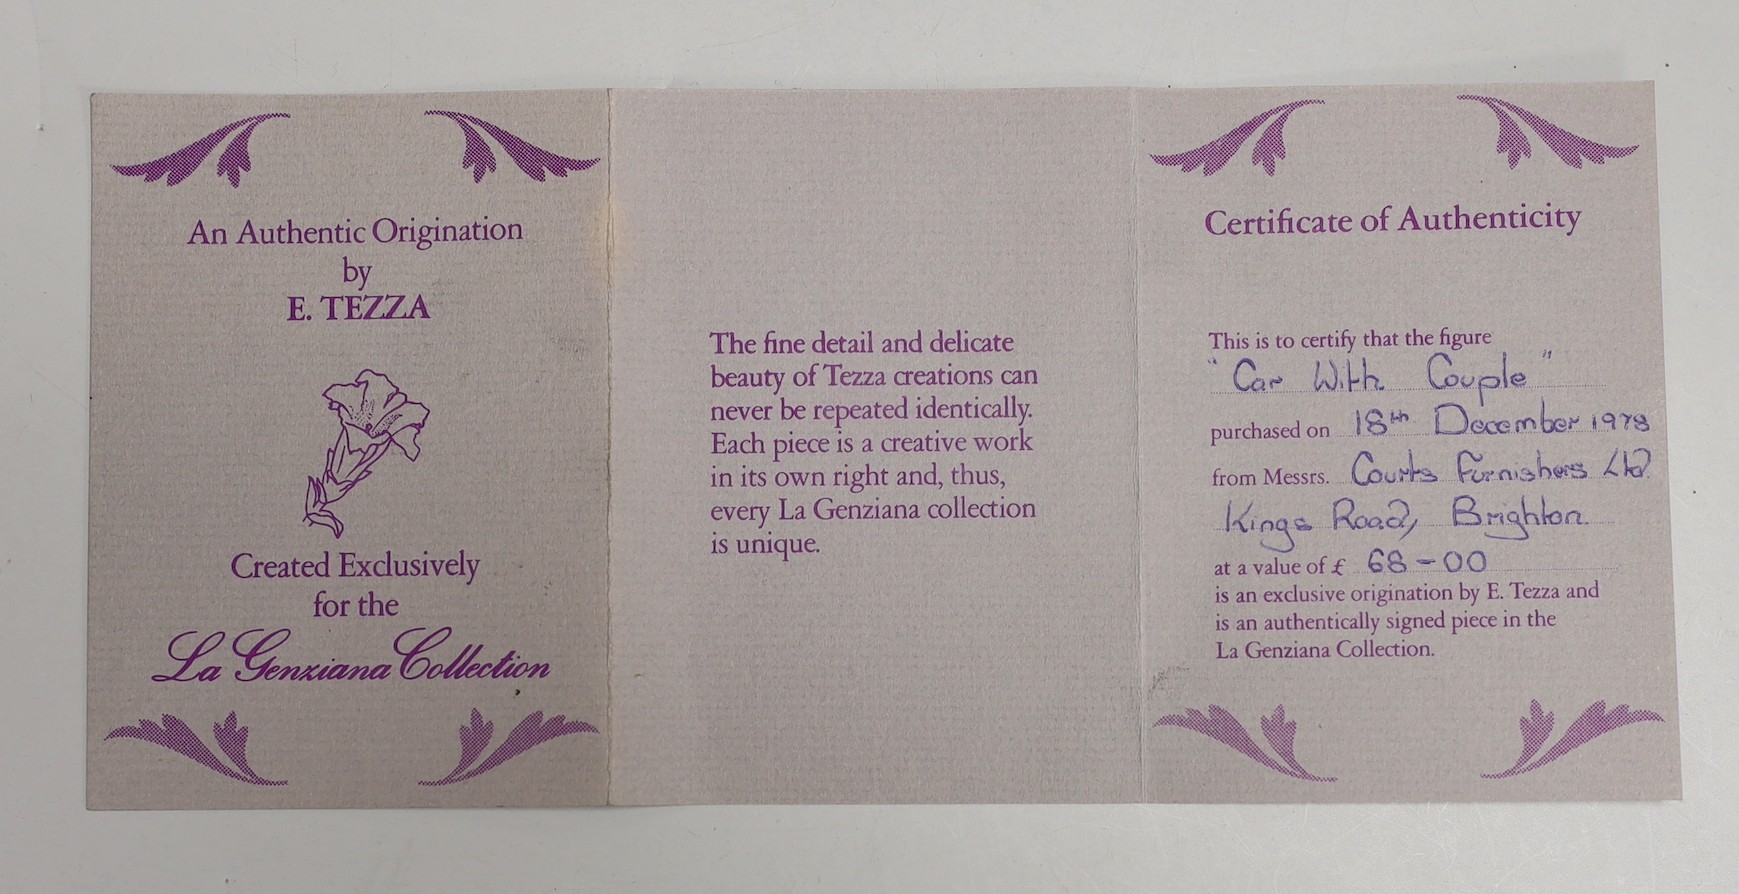 An Authentic Origination
by
E. TEZZA
Created Exclusively
for the
La Genziana Collection
The fine detail and delicate
beauty of Tezza creations can
never be repeated identically.
Each piece is a creative work
in its own right and, thus,
every La Genziana collection
is unique.
Certificate of Authenticity
This is to certify that the figure
"Car With Couple"
purchased on 18th December 1978
from Messrs. Courts Furnishers Ltd.
Kings Road, Brighton.
at a value of £ 68-00
is an exclusive origination by E. Tezza and
is an authentically signed piece in the
La Genziana Collection.